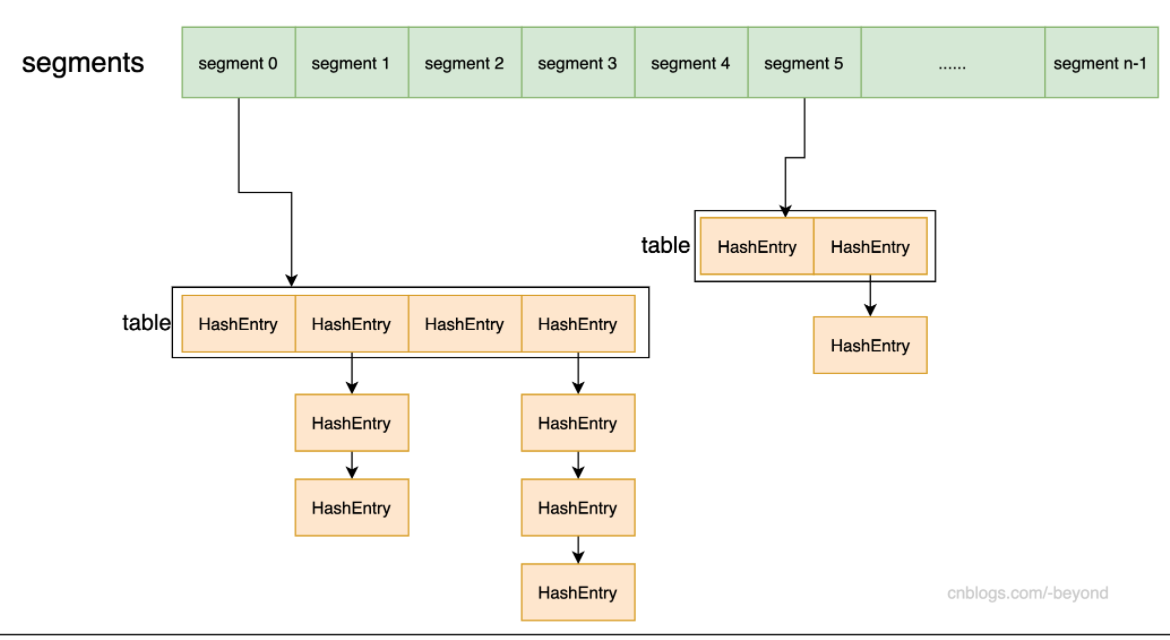 segments segment 0 segment 1 segment 2 segment 3 segment 4 segment 5 ...... segment n-1
table HashEntry HashEntry
table HashEntry HashEntry HashEntry HashEntry
HashEntry
HashEntry HashEntry
HashEntry HashEntry
HashEntry
cnblogs.com/-beyond